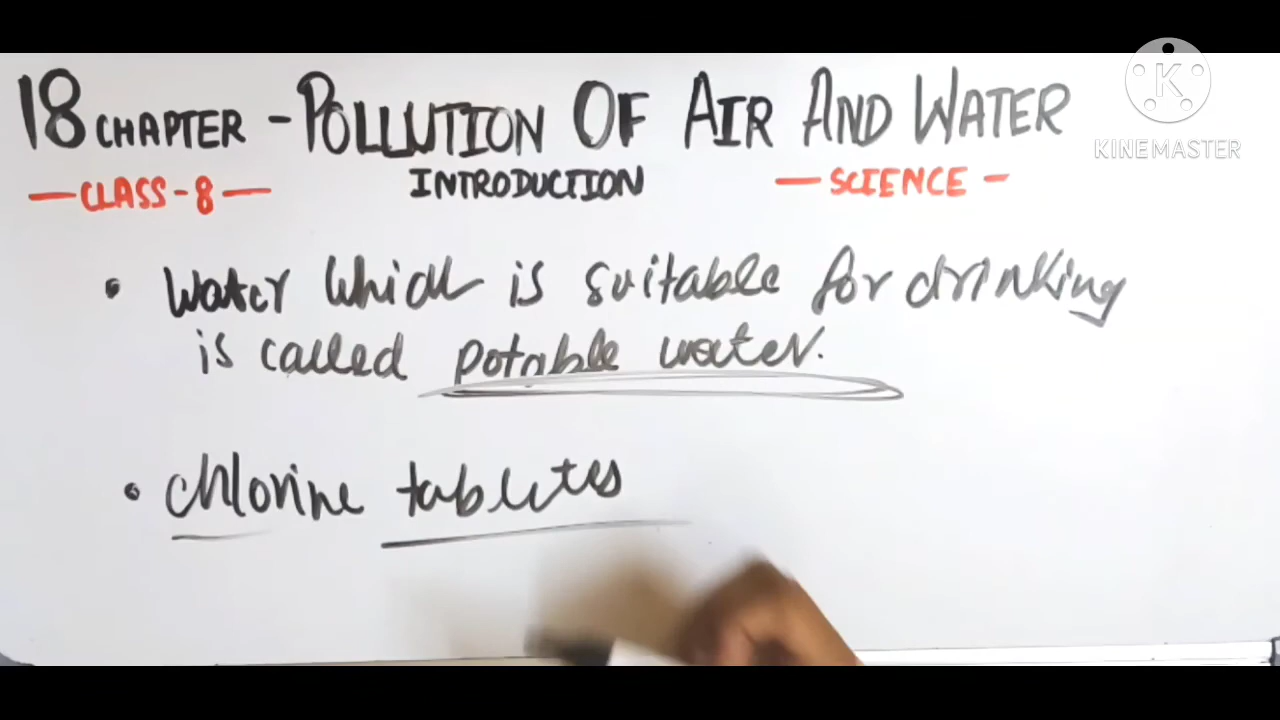 18 CHAPTER - POLLUTION OF AIR AND WATER
K
KINEMASTER
— CLASS - 8 — INTRODUCTION — SCIENCE -
• Water which is suitable for drinking
is called potable water.
• chlorine tabletes